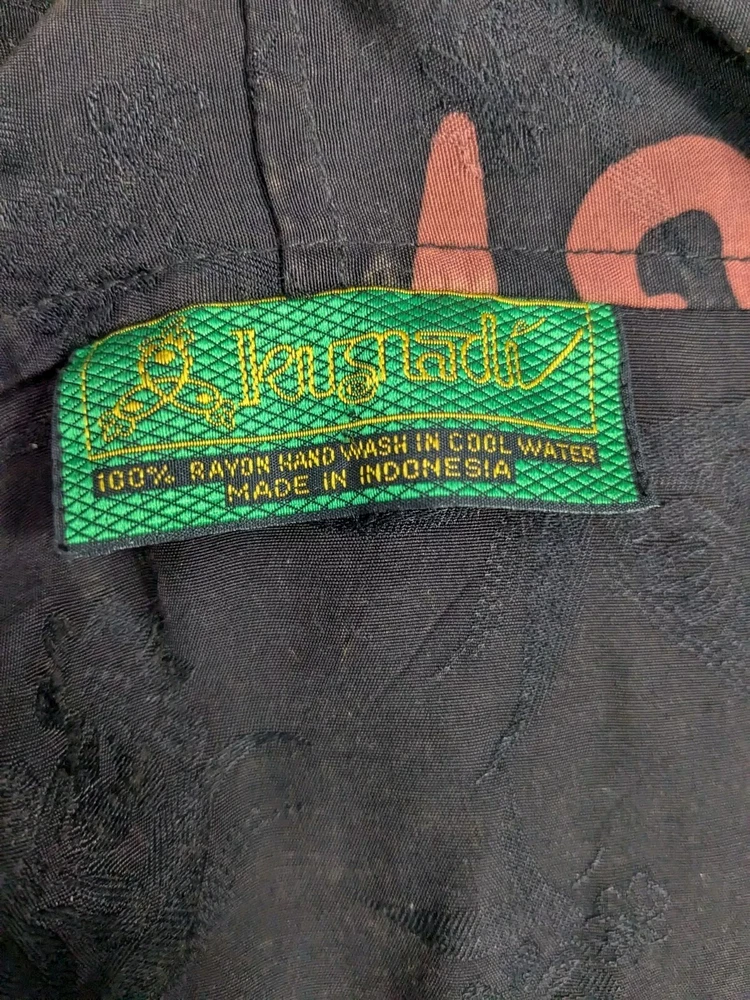 kusnadi
100% RAYON HAND WASH IN COOL WATER
MADE IN INDONESIA